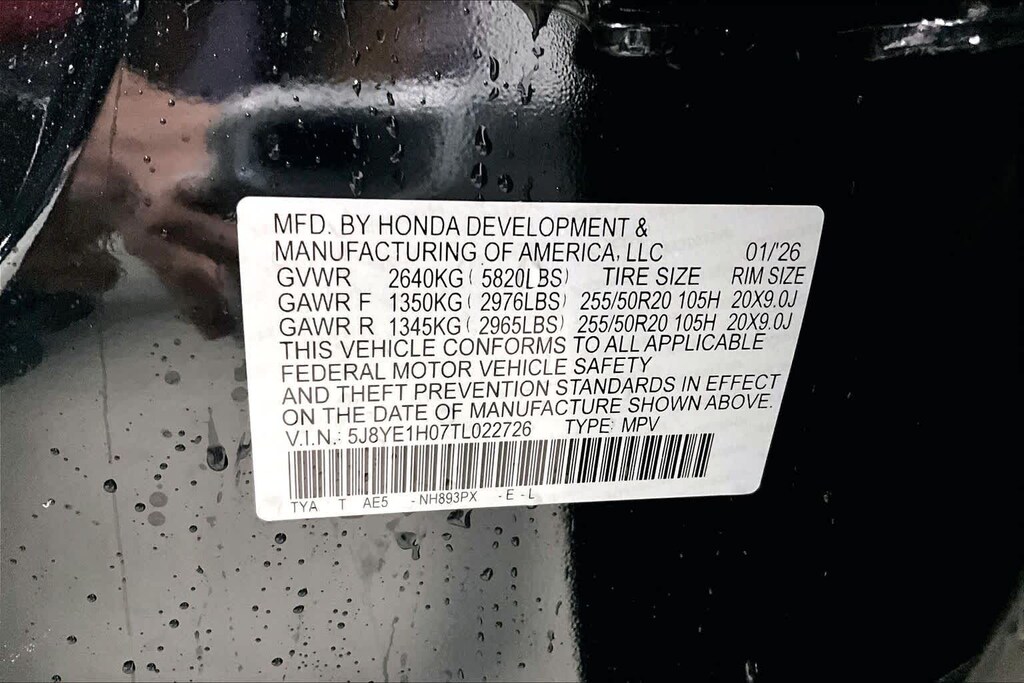 MFD. BY HONDA DEVELOPMENT &
MANUFACTURING OF AMERICA, LLC 01/'26
GVWR 2640KG ( 5820LBS) TIRE SIZE RIM SIZE
GAWR F 1350KG ( 2976LBS) 255/50R20 105H 20X9.0J
GAWR R 1345KG ( 2965LBS) 255/50R20 105H 20X9.0J
THIS VEHICLE CONFORMS TO ALL APPLICABLE
FEDERAL MOTOR VEHICLE SAFETY
AND THEFT PREVENTION STANDARDS IN EFFECT
ON THE DATE OF MANUFACTURE SHOWN ABOVE.
V.I.N.: 5J8YE1H07TL022726 TYPE: MPV
TYA T AE5 -NH893PX -E -L